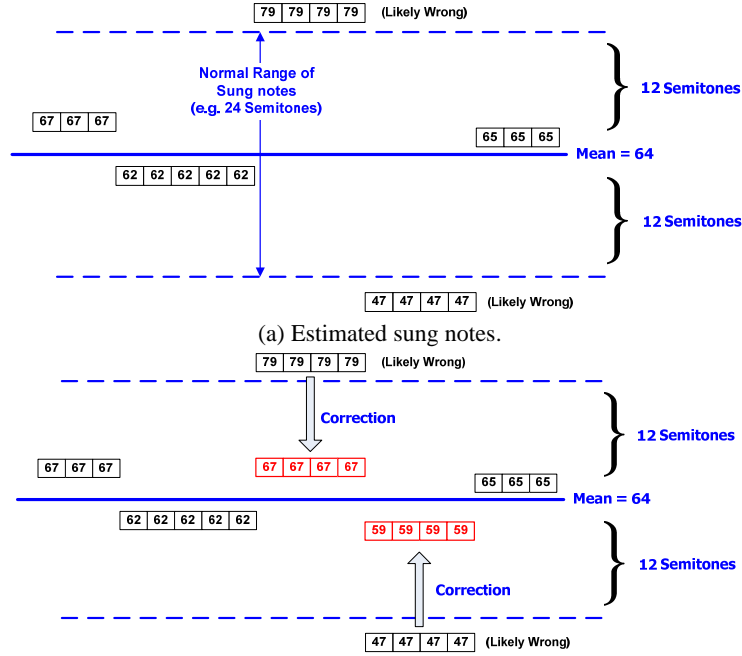 79 79 79 79 (Likely Wrong)
Normal Range of
Sung notes
(e.g. 24 Semitones)
12 Semitones
67 67 67
65 65 65
Mean = 64
62 62 62 62 62
12 Semitones
47 47 47 47 (Likely Wrong)
(a) Estimated sung notes.
79 79 79 79 (Likely Wrong)
Correction
12 Semitones
67 67 67
67 67 67 67
65 65 65
Mean = 64
62 62 62 62 62
59 59 59 59
12 Semitones
Correction
47 47 47 47 (Likely Wrong)